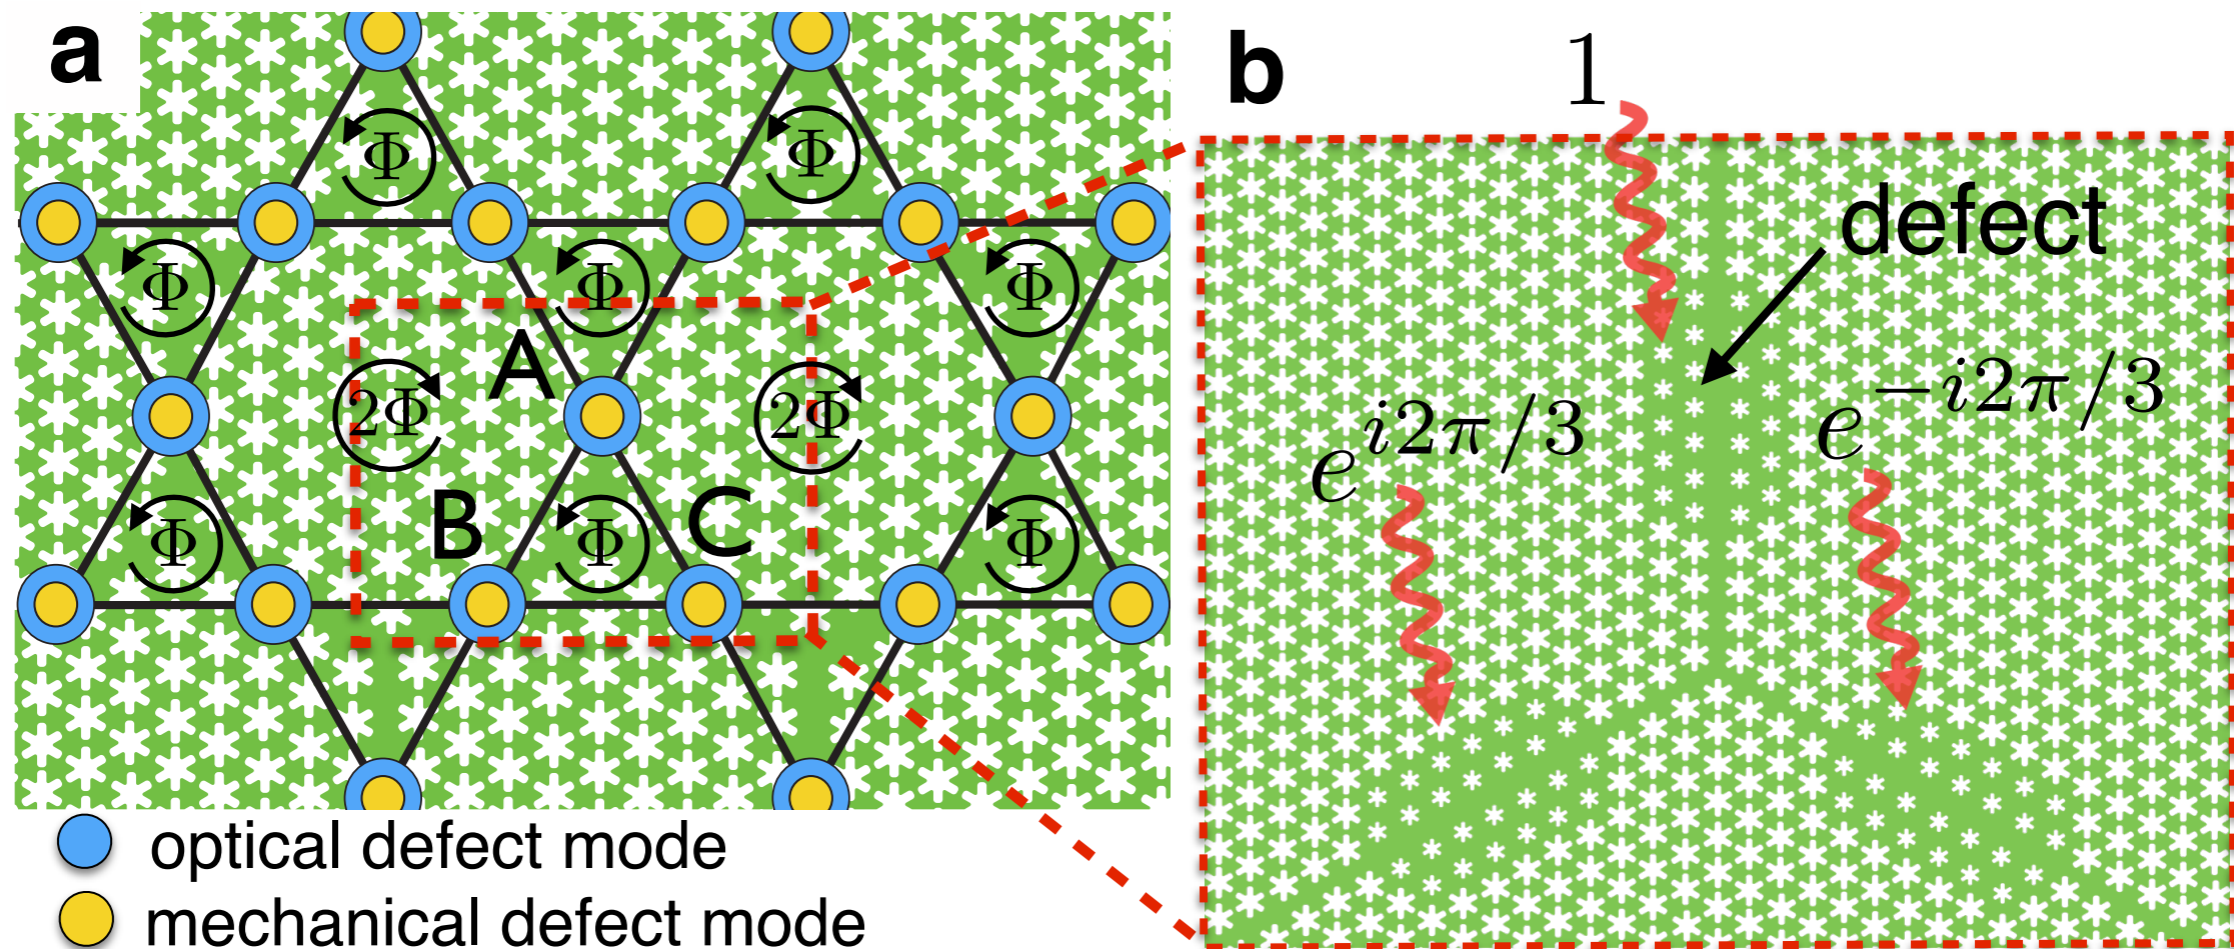 a
Φ Φ
Φ Φ Φ
A
2Φ 2Φ
B C
Φ Φ Φ
optical defect mode
mechanical defect mode
b
1
defect
e^{i2π/3}
e^{−i2π/3}